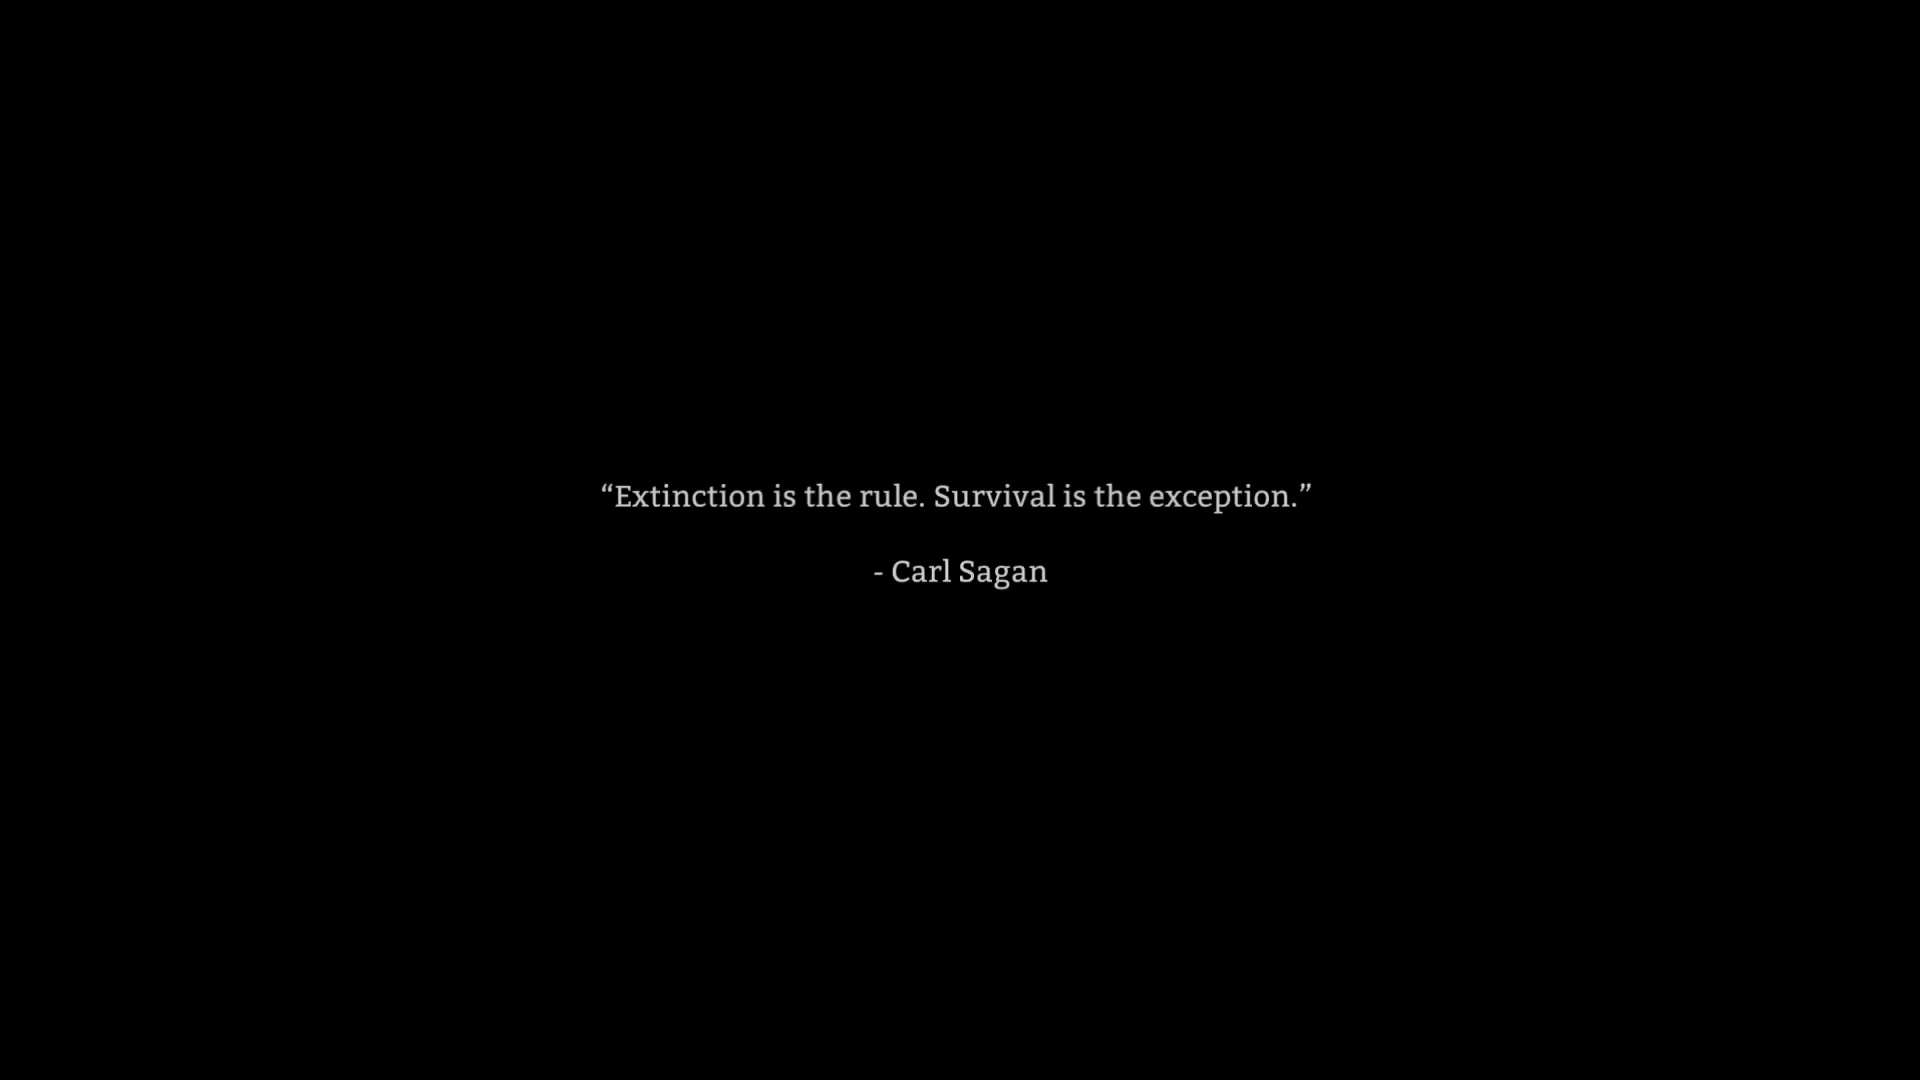 “Extinction is the rule. Survival is the exception.”
- Carl Sagan